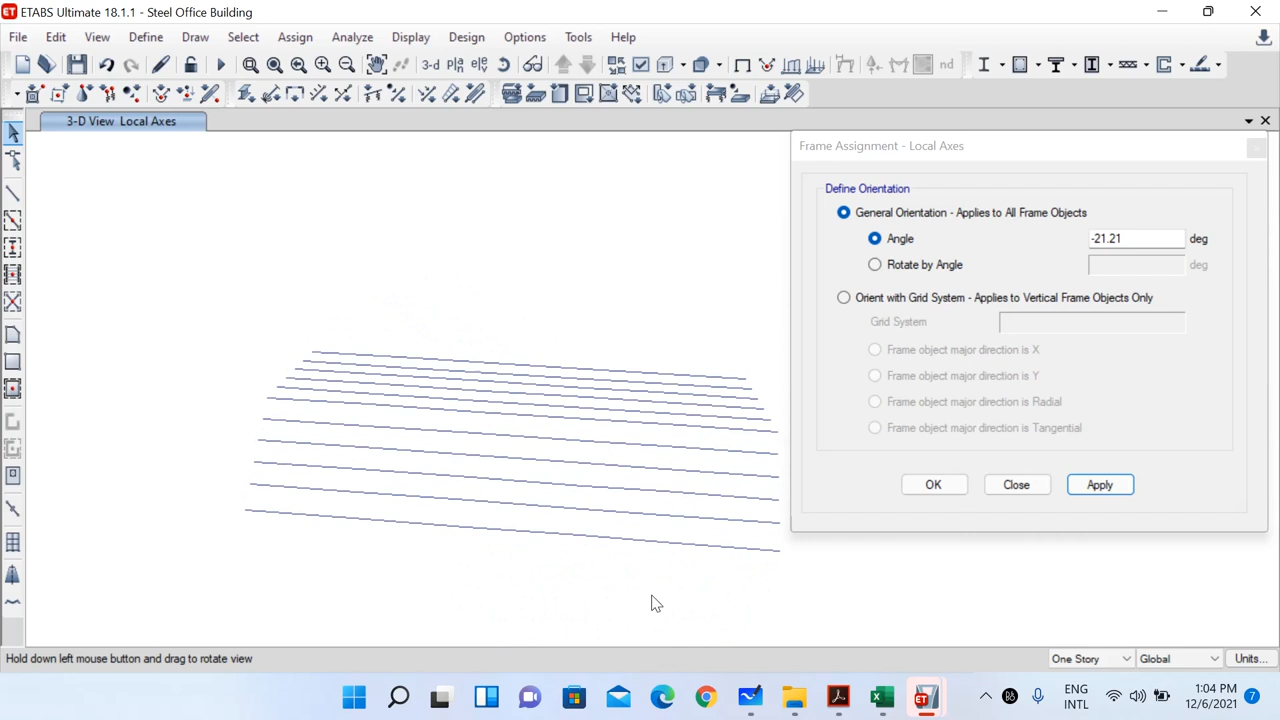 ET ETABS Ultimate 18.1.1 - Steel Office Building
File Edit View Define Draw Select Assign Analyze Display Design Options Tools Help
3-d nd
3-D View Local Axes
Frame Assignment - Local Axes
Define Orientation
General Orientation - Applies to All Frame Objects
Angle -21.21 deg
Rotate by Angle deg
Orient with Grid System - Applies to Vertical Frame Objects Only
Grid System
Frame object major direction is X
Frame object major direction is Y
Frame object major direction is Radial
Frame object major direction is Tangential
OK Close Apply
Hold down left mouse button and drag to rotate view One Story Global Units...
ENG
INTL
1:04 PM
12/6/2021
7